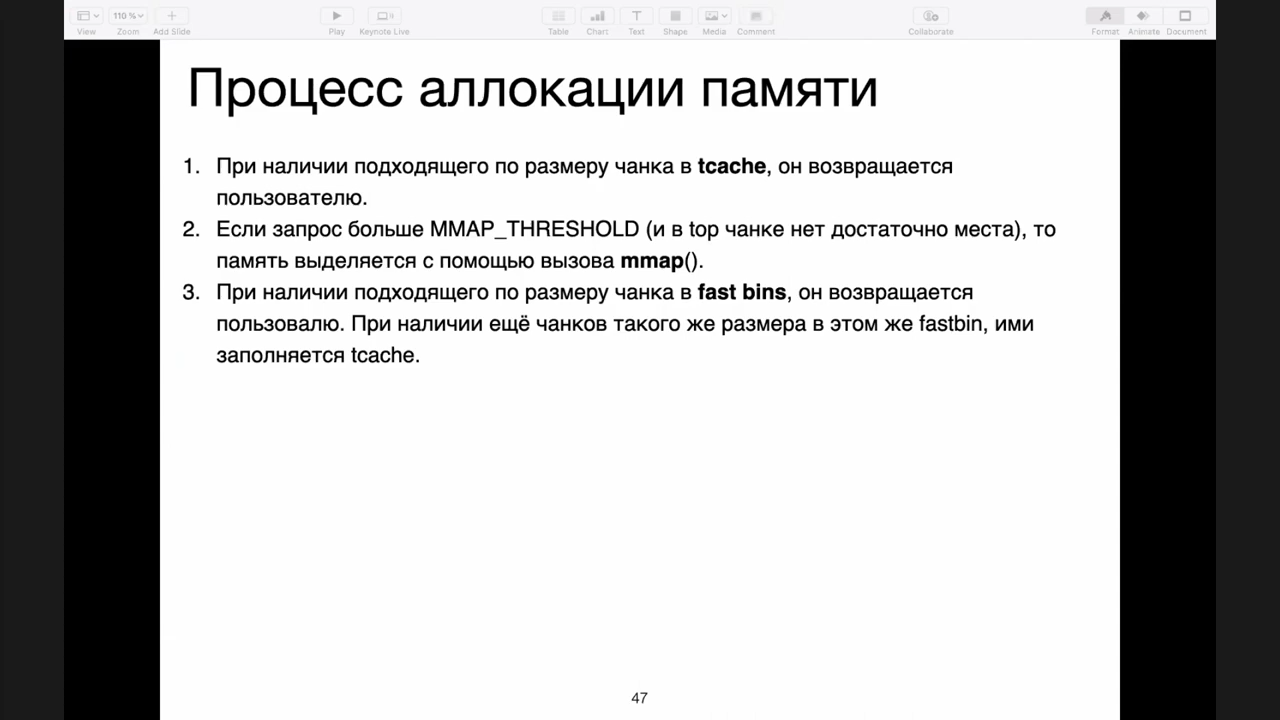 110 %
View
Zoom
Add Slide
Play
Keynote Live
Table
Chart
Text
Shape
Media
Comment
Collaborate
Format
Animate
Document
Процесс аллокации памяти
1. При наличии подходящего по размеру чанка в tcache, он возвращается
пользователю.
2. Если запрос больше MMAP_THRESHOLD (и в top чанке нет достаточно места), то
память выделяется с помощью вызова mmap().
3. При наличии подходящего по размеру чанка в fast bins, он возвращается
пользовалю. При наличии ещё чанков такого же размера в этом же fastbin, ими
заполняется tcache.
47